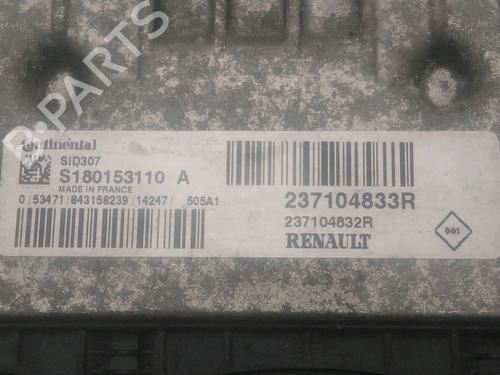 Continental
SID307
S180153110 A
MADE IN FRANCE
0 / 53471 / 843158239 / 14247 / 505A1
237104833R
237104832R
RENAULT
001
R-PARTS